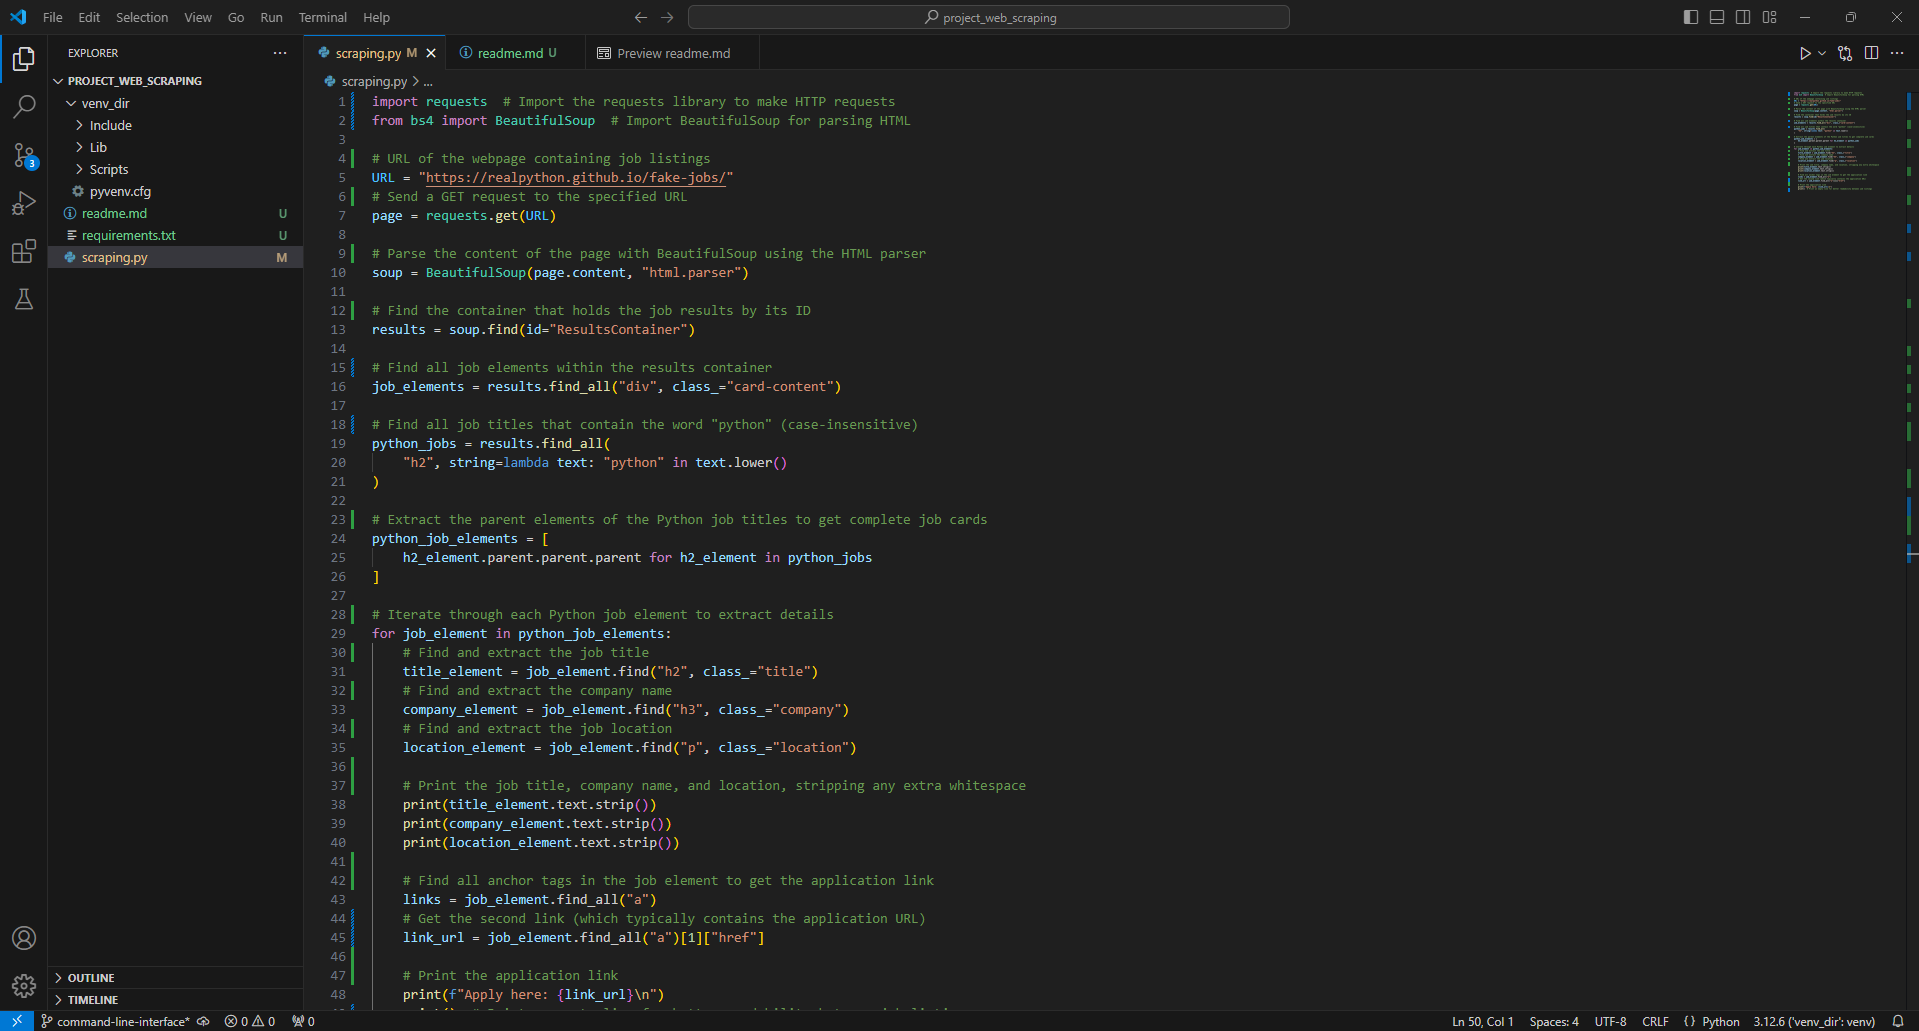 File Edit Selection View Go Run Terminal Help
project_web_scraping
EXPLORER
PROJECT_WEB_SCRAPING
venv_dir
Include
Lib
Scripts
pyvenv.cfg
readme.md U
requirements.txt U
scraping.py M
3
OUTLINE
TIMELINE
scraping.py M
readme.md U
Preview readme.md
scraping.py > ...
1 import requests  # Import the requests library to make HTTP requests
2 from bs4 import BeautifulSoup  # Import BeautifulSoup for parsing HTML
3
4 # URL of the webpage containing job listings
5 URL = "https://realpython.github.io/fake-jobs/"
6 # Send a GET request to the specified URL
7 page = requests.get(URL)
8
9 # Parse the content of the page with BeautifulSoup using the HTML parser
10 soup = BeautifulSoup(page.content, "html.parser")
11
12 # Find the container that holds the job results by its ID
13 results = soup.find(id="ResultsContainer")
14
15 # Find all job elements within the results container
16 job_elements = results.find_all("div", class_="card-content")
17
18 # Find all job titles that contain the word "python" (case-insensitive)
19 python_jobs = results.find_all(
20     "h2", string=lambda text: "python" in text.lower()
21 )
22
23 # Extract the parent elements of the Python job titles to get complete job cards
24 python_job_elements = [
25     h2_element.parent.parent.parent for h2_element in python_jobs
26 ]
27
28 # Iterate through each Python job element to extract details
29 for job_element in python_job_elements:
30     # Find and extract the job title
31     title_element = job_element.find("h2", class_="title")
32     # Find and extract the company name
33     company_element = job_element.find("h3", class_="company")
34     # Find and extract the job location
35     location_element = job_element.find("p", class_="location")
36
37     # Print the job title, company name, and location, stripping any extra whitespace
38     print(title_element.text.strip())
39     print(company_element.text.strip())
40     print(location_element.text.strip())
41
42     # Find all anchor tags in the job element to get the application link
43     links = job_element.find_all("a")
44     # Get the second link (which typically contains the application URL)
45     link_url = job_element.find_all("a")[1]["href"]
46
47     # Print the application link
48     print(f"Apply here: {link_url}\n")
command-line-interface* 0 0 0
Ln 50, Col 1 Spaces: 4 UTF-8 CRLF {} Python 3.12.6 ('venv_dir': venv)